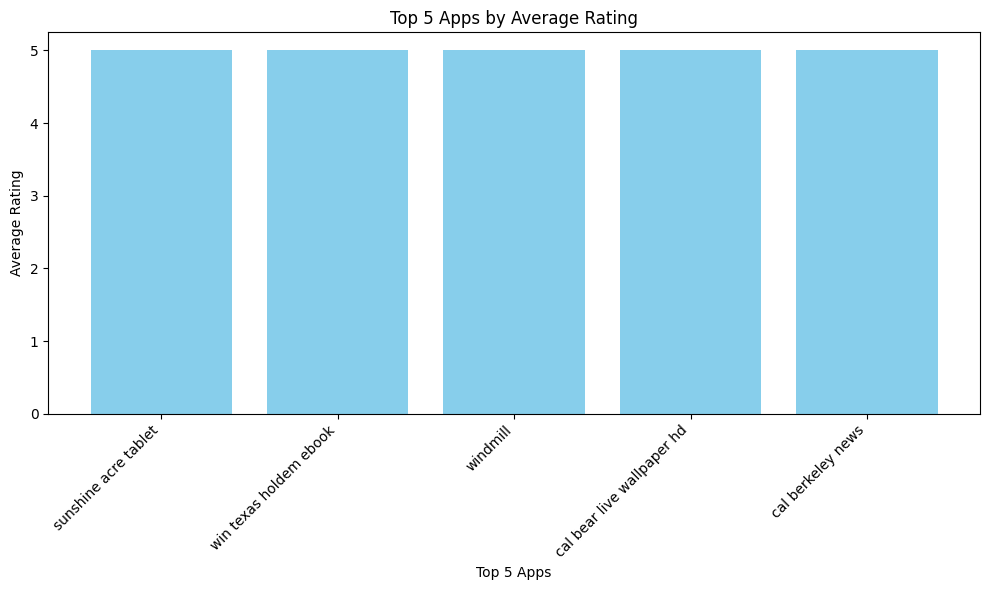 Top 5 Apps by Average Rating
Average Rating
5
4
3
2
1
0
sunshine acre tablet
win texas holdem ebook
windmill
cal bear live wallpaper hd
cal berkeley news
Top 5 Apps